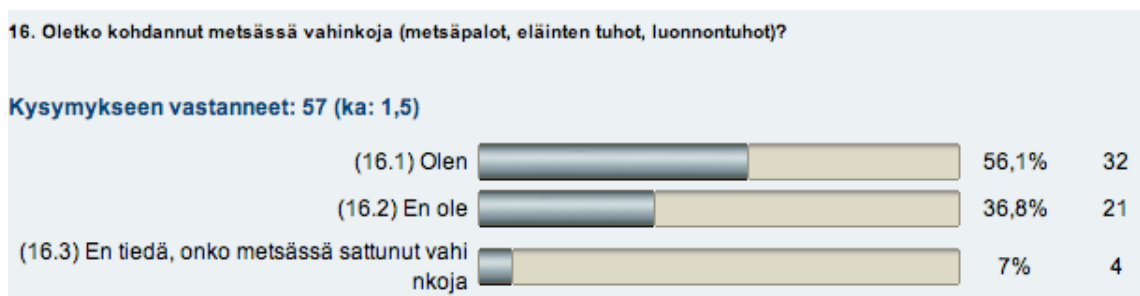 16. Oletko kohdannut metsässä vahinkoja (metsäpalot, eläinten tuhot, luonnontuhot)?
Kysymykseen vastanneet: 57 (ka: 1,5)
(16.1) Olen 56,1% 32
(16.2) En ole 36,8% 21
(16.3) En tiedä, onko metsässä sattunut vahi
nkoja 7% 4